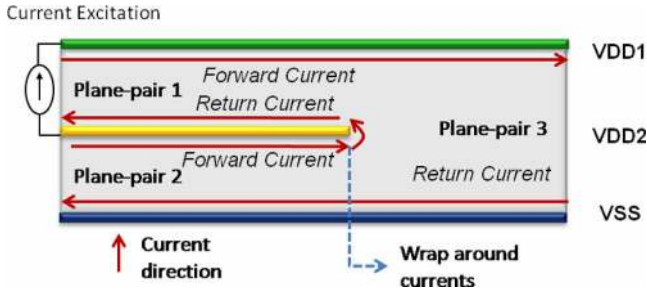 Current Excitation
VDD1
Forward Current
Plane-pair 1
Return Current
Plane-pair 3
VDD2
Forward Current
Plane-pair 2
Return Current
VSS
Current
direction
Wrap around
currents